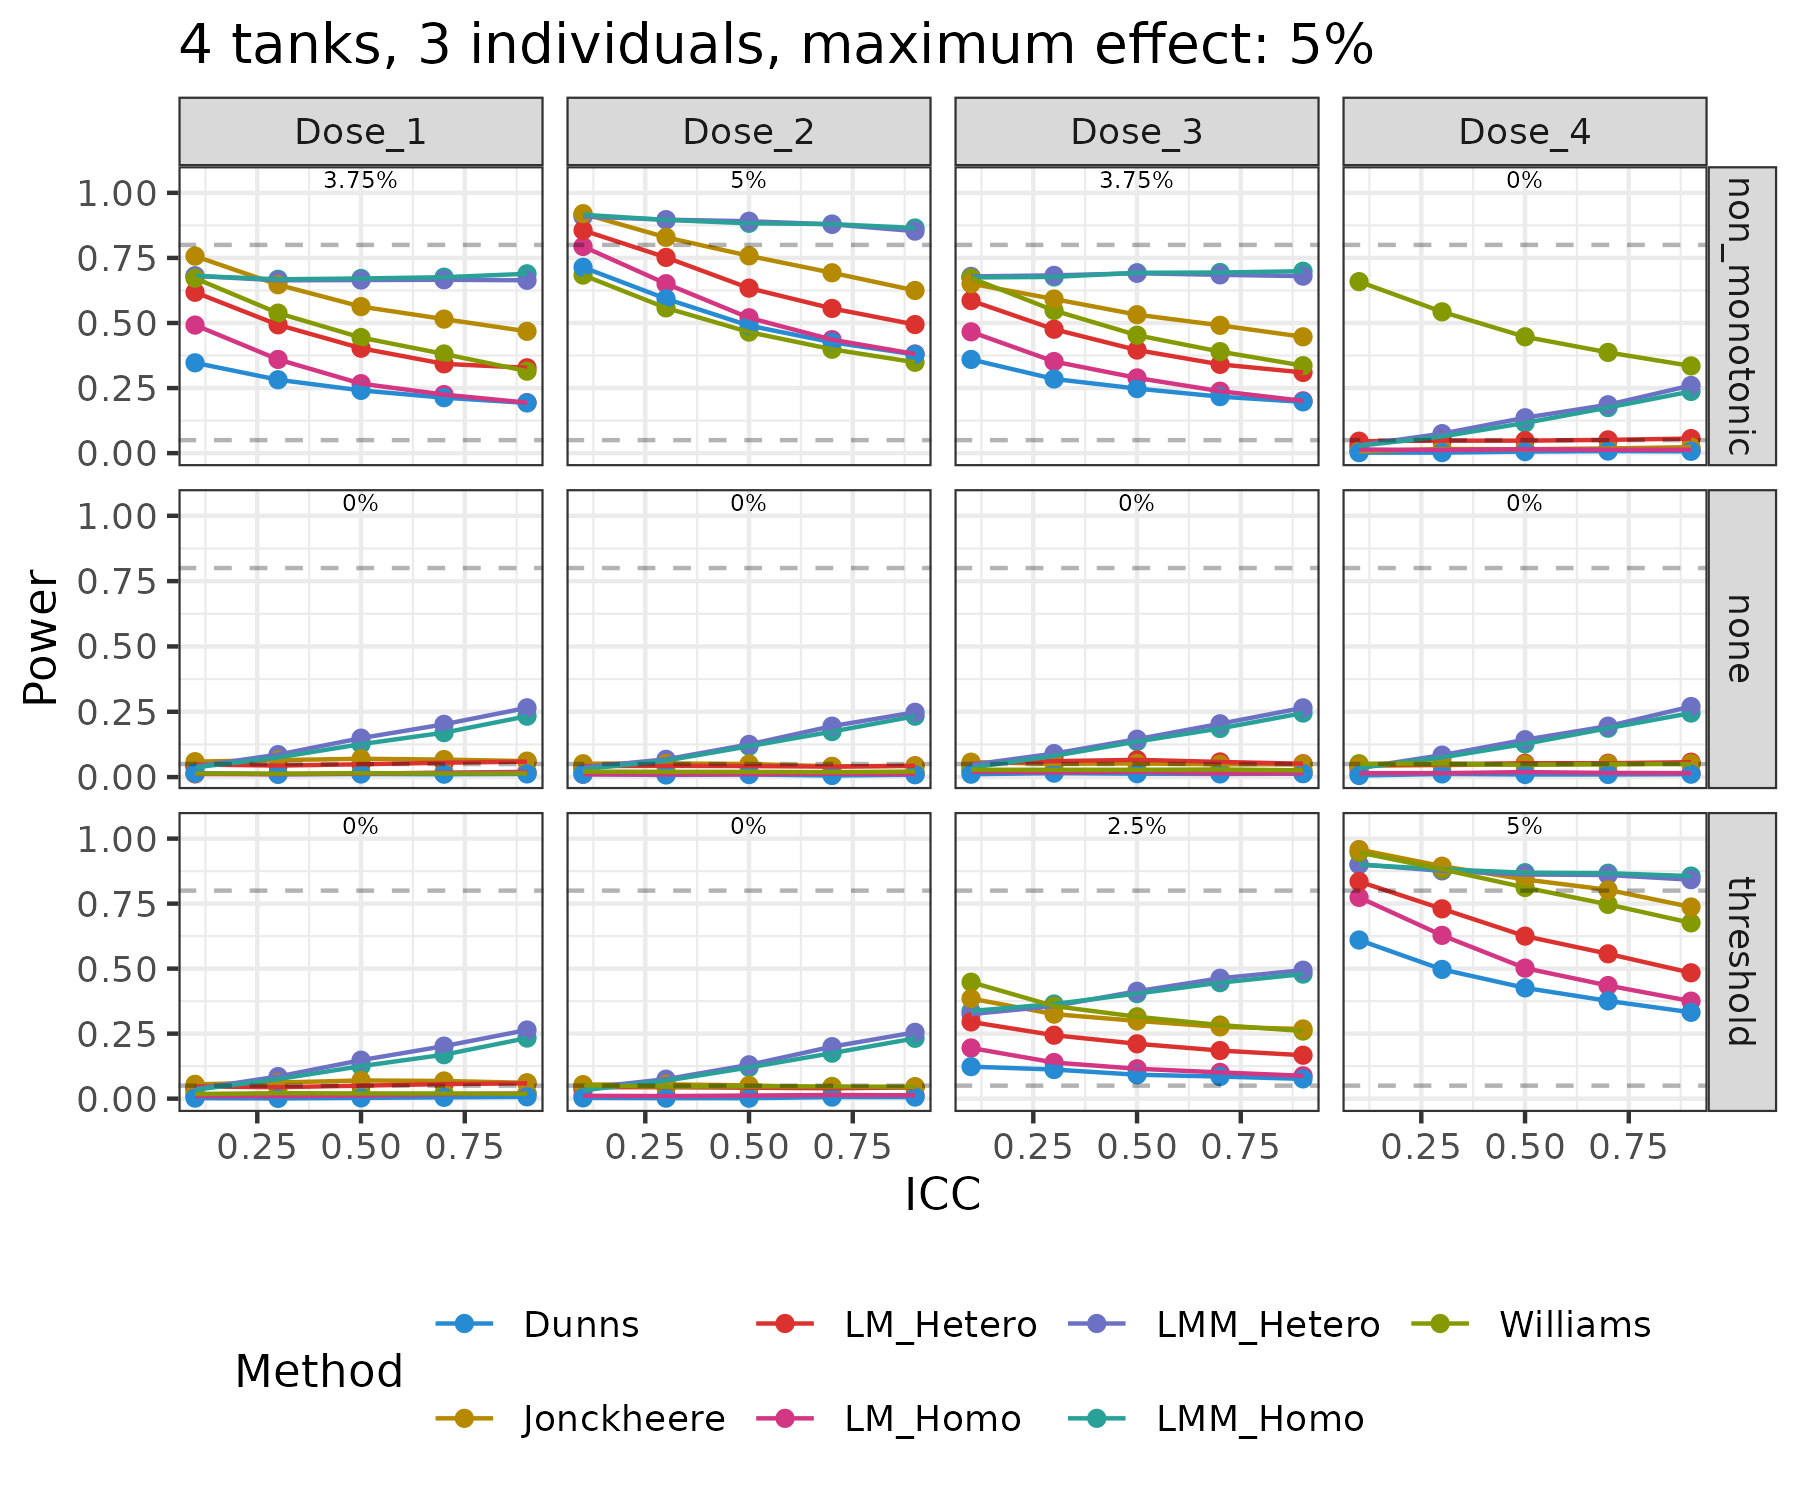 4 tanks, 3 individuals, maximum effect: 5%
Dose_1 Dose_2 Dose_3 Dose_4
3.75% 5% 3.75% 0%
1.00
0.75
0.50
0.25
0.00
non_monotonic
0% 0% 0% 0%
1.00
0.75
0.50
0.25
0.00
none
0% 0% 2.5% 5%
1.00
0.75
0.50
0.25
0.00
threshold
Power
0.25 0.50 0.75 0.25 0.50 0.75 0.25 0.50 0.75 0.25 0.50 0.75
ICC
Method
Dunns LM_Hetero LMM_Hetero Williams
Jonckheere LM_Homo LMM_Homo